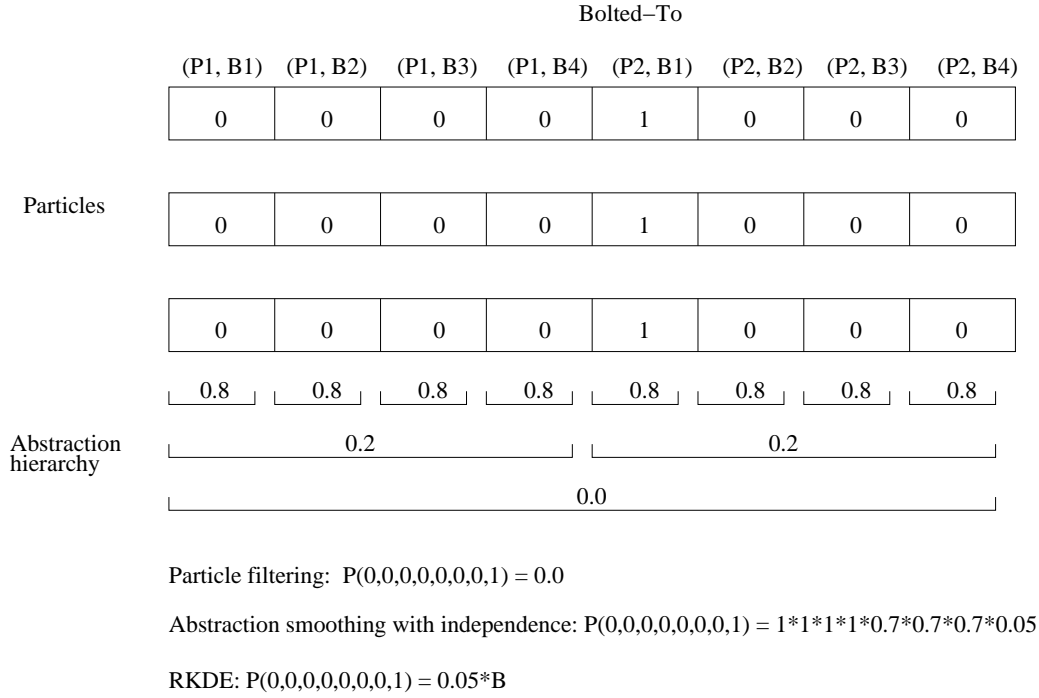 Bolted−To
(P1, B1) (P1, B2) (P1, B3) (P1, B4) (P2, B1) (P2, B2) (P2, B3) (P2, B4)
0 0 0 0 1 0 0 0
Particles
0 0 0 0 1 0 0 0
0 0 0 0 1 0 0 0
0.8 0.8 0.8 0.8 0.8 0.8 0.8 0.8
Abstraction
hierarchy
0.2 0.2
0.0
Particle filtering: P(0,0,0,0,0,0,0,1) = 0.0
Abstraction smoothing with independence: P(0,0,0,0,0,0,0,1) = 1*1*1*1*0.7*0.7*0.7*0.05
RKDE: P(0,0,0,0,0,0,0,1) = 0.05*B